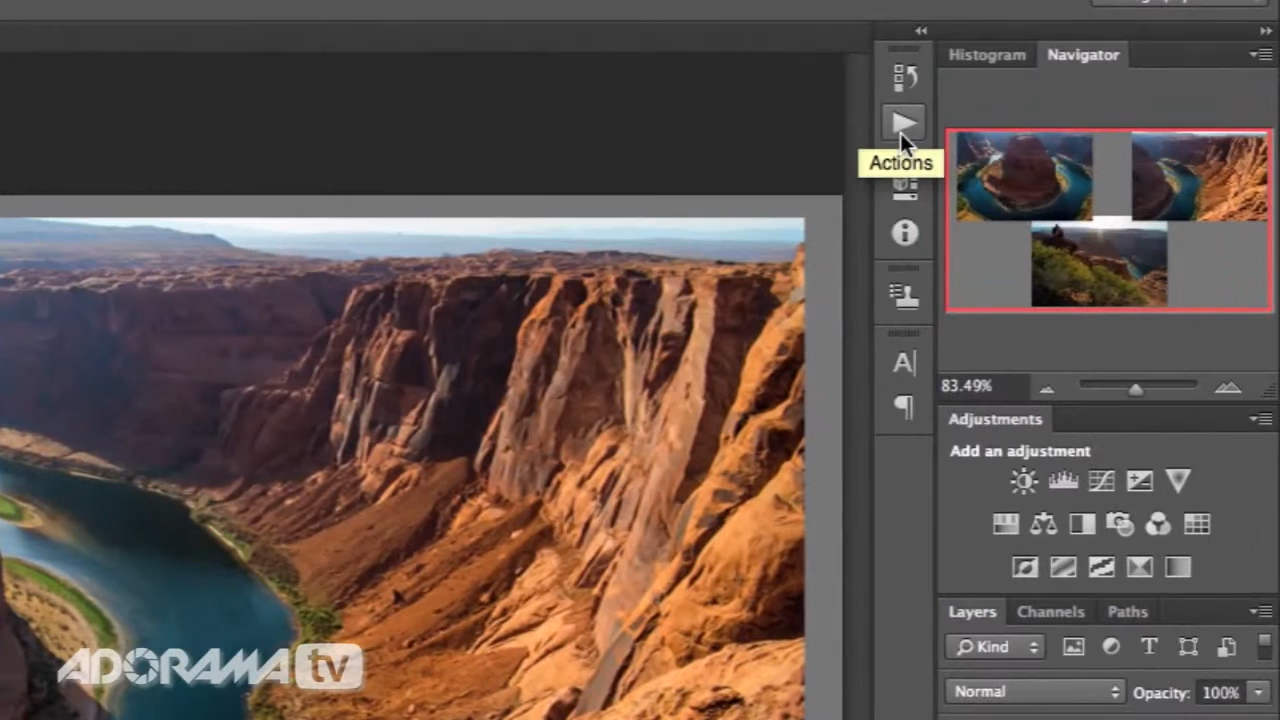 Histogram
Navigator
Actions
83.49%
Adjustments
Add an adjustment
Layers
Channels
Paths
Kind
Normal
Opacity: 100%
ADORAMA tv